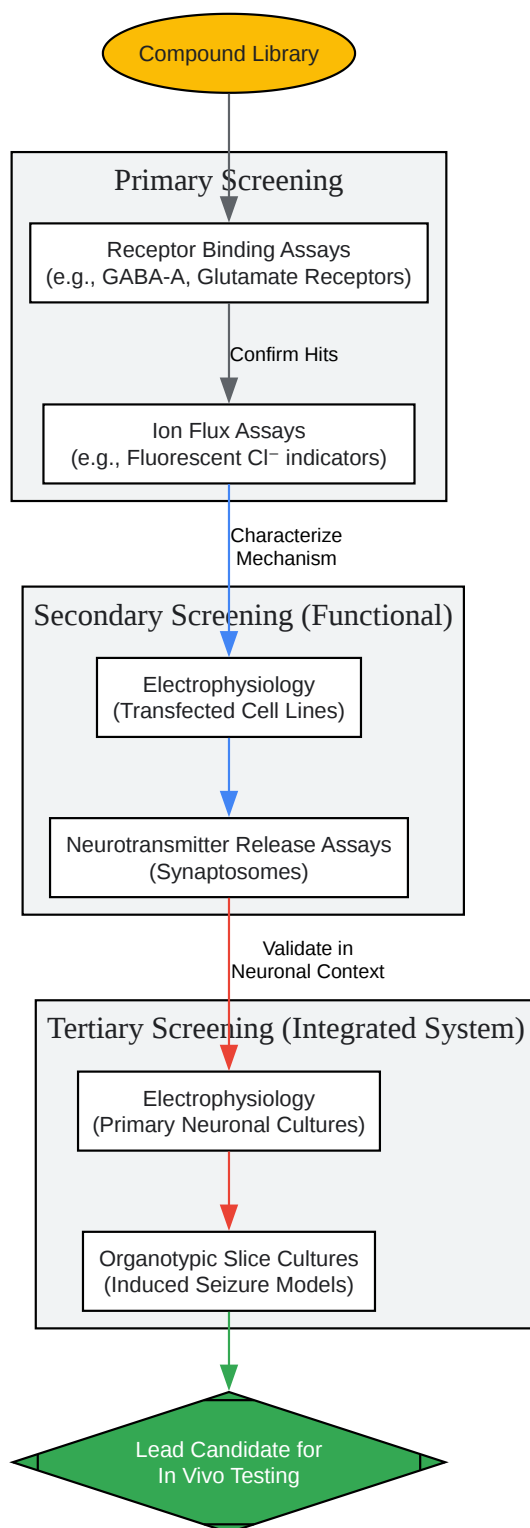 Compound Library
Primary Screening
Receptor Binding Assays
(e.g., GABA-A, Glutamate Receptors)
Confirm Hits
Ion Flux Assays
(e.g., Fluorescent Cl⁻ indicators)
Characterize
Mechanism
Secondary Screening (Functional)
Electrophysiology
(Transfected Cell Lines)
Neurotransmitter Release Assays
(Synaptosomes)
Validate in
Neuronal Context
Tertiary Screening (Integrated System)
Electrophysiology
(Primary Neuronal Cultures)
Organotypic Slice Cultures
(Induced Seizure Models)
Lead Candidate for
In Vivo Testing